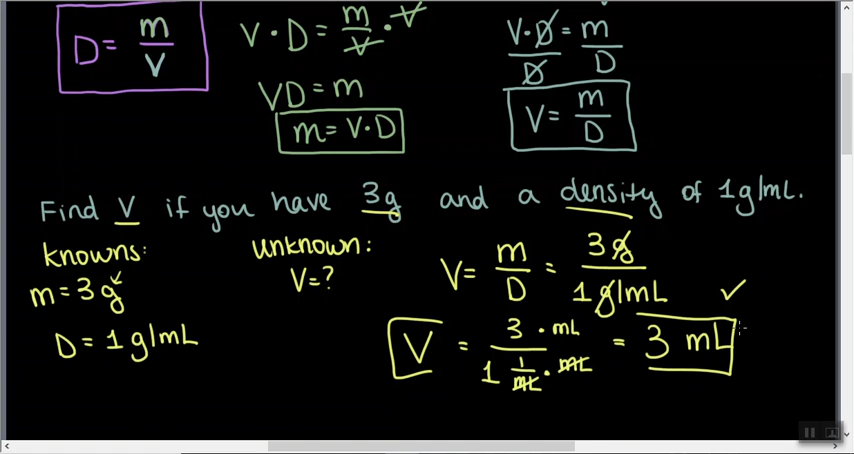 D = m/V
V · D = m/V · V
VD = m
m = V · D
V·D/D = m/D
V = m/D
Find V if you have 3g and a density of 1g/mL.
knowns:
m = 3g
D = 1g/mL
unknown:
V = ?
V = m/D = 3g/1g/mL ✓
V = 3 · mL/1 1/mL · mL = 3 mL